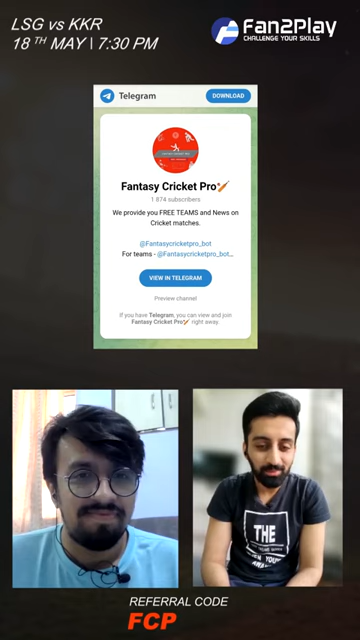 LSG vs KKR
18 TH MAY | 7:30 PM
Fan2Play
CHALLENGE YOUR SKILLS
Telegram
DOWNLOAD
Fantasy Cricket Pro🏏
1 874 subscribers
We provide you FREE TEAMS and News on
Cricket matches.
@Fantasycricketpro_bot
For teams - @Fantasycricketpro_bot...
VIEW IN TELEGRAM
Preview channel
If you have Telegram, you can view and join
Fantasy Cricket Pro🏏 right away.
THE
REFERRAL CODE
FCP